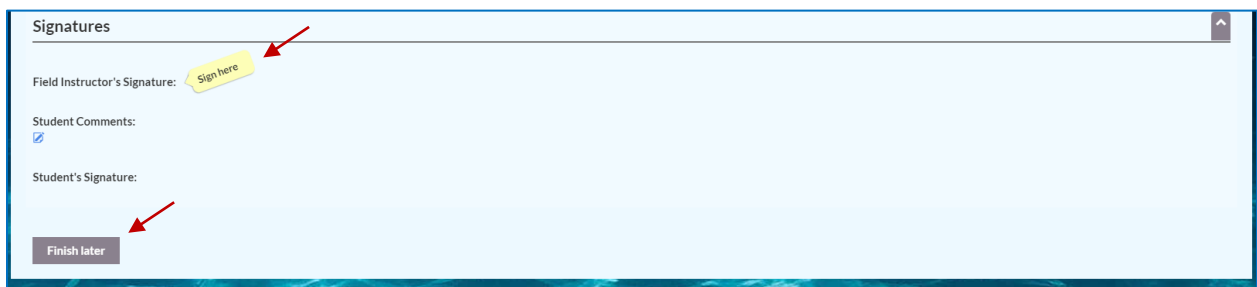 Signatures
Field Instructor's Signature:
Sign here
Student Comments:
Student's Signature:
Finish later